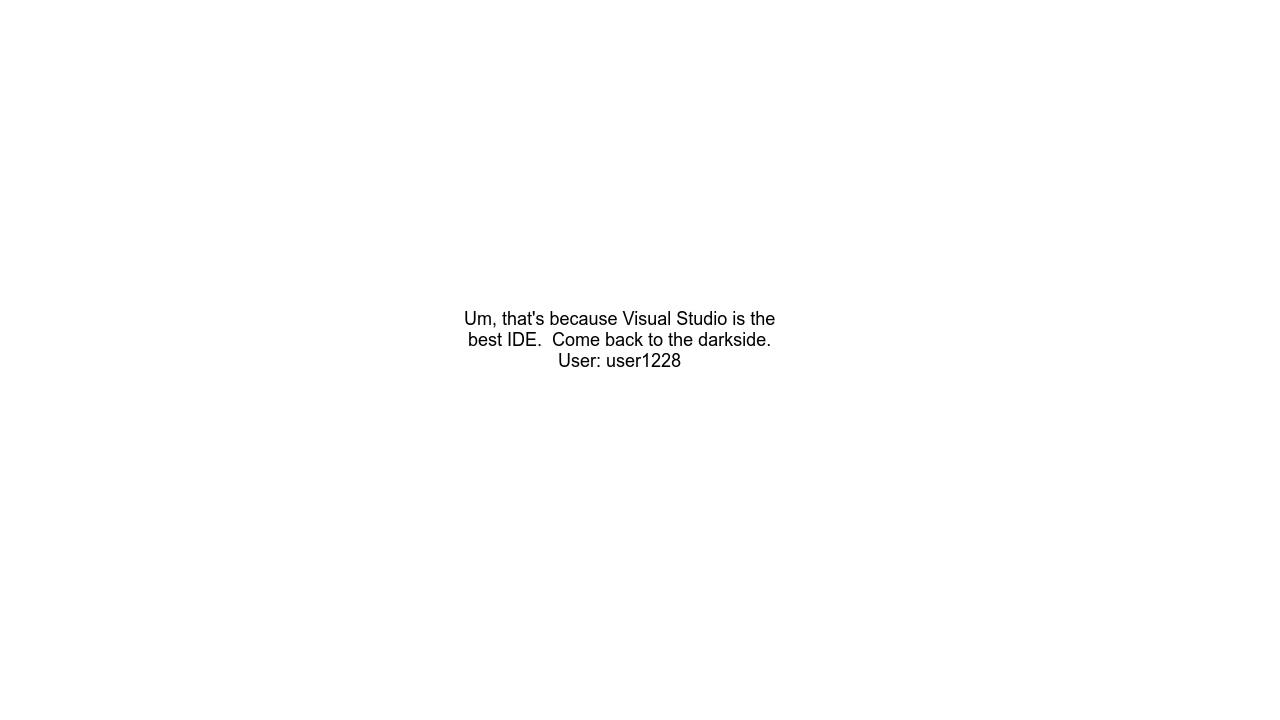 Um, that's because Visual Studio is the
best IDE.  Come back to the darkside.
User: user1228